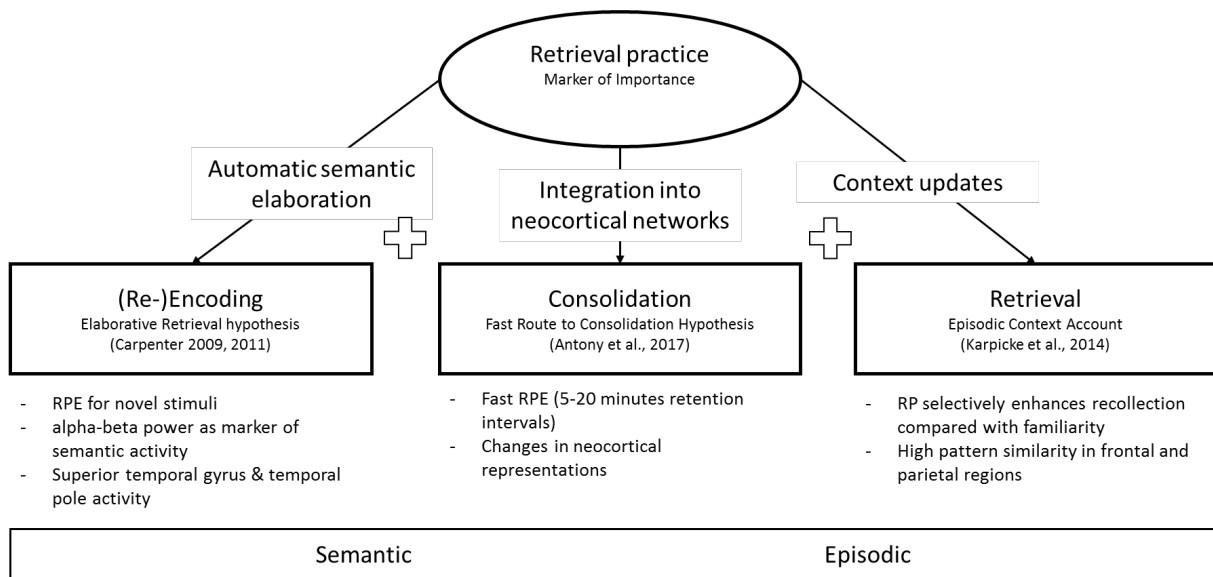 Retrieval practice
Marker of Importance
Automatic semantic
elaboration
Integration into
neocortical networks
Context updates
(Re-)Encoding
Elaborative Retrieval hypothesis
(Carpenter 2009, 2011)
Consolidation
Fast Route to Consolidation Hypothesis
(Antony et al., 2017)
Retrieval
Episodic Context Account
(Karpicke et al., 2014)
- RPE for novel stimuli
- alpha-beta power as marker of
semantic activity
- Superior temporal gyrus & temporal
pole activity
- Fast RPE (5-20 minutes retention
intervals)
- Changes in neocortical
representations
- RP selectively enhances recollection
compared with familiarity
- High pattern similarity in frontal and
parietal regions
Semantic
Episodic